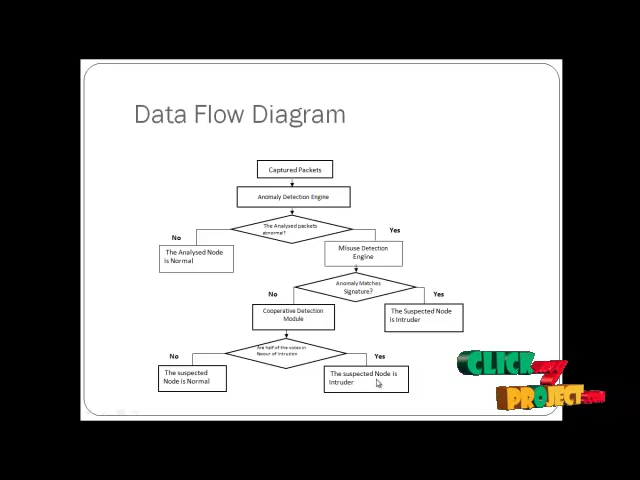 Data Flow Diagram
Captured Packets
Anomaly Detection Engine
The Analysed packets
abnormal?
No
Yes
The Analysed Node
is Normal
Misuse Detection
Engine
Anomaly Matches
Signature?
No
Yes
Cooperative Detection
Module
The Suspected Node
is Intruder
Are half of the votes in
favour of intrusion
No
Yes
The suspected
Node is Normal
The suspected Node is
Intruder
CLICK
PROJECT